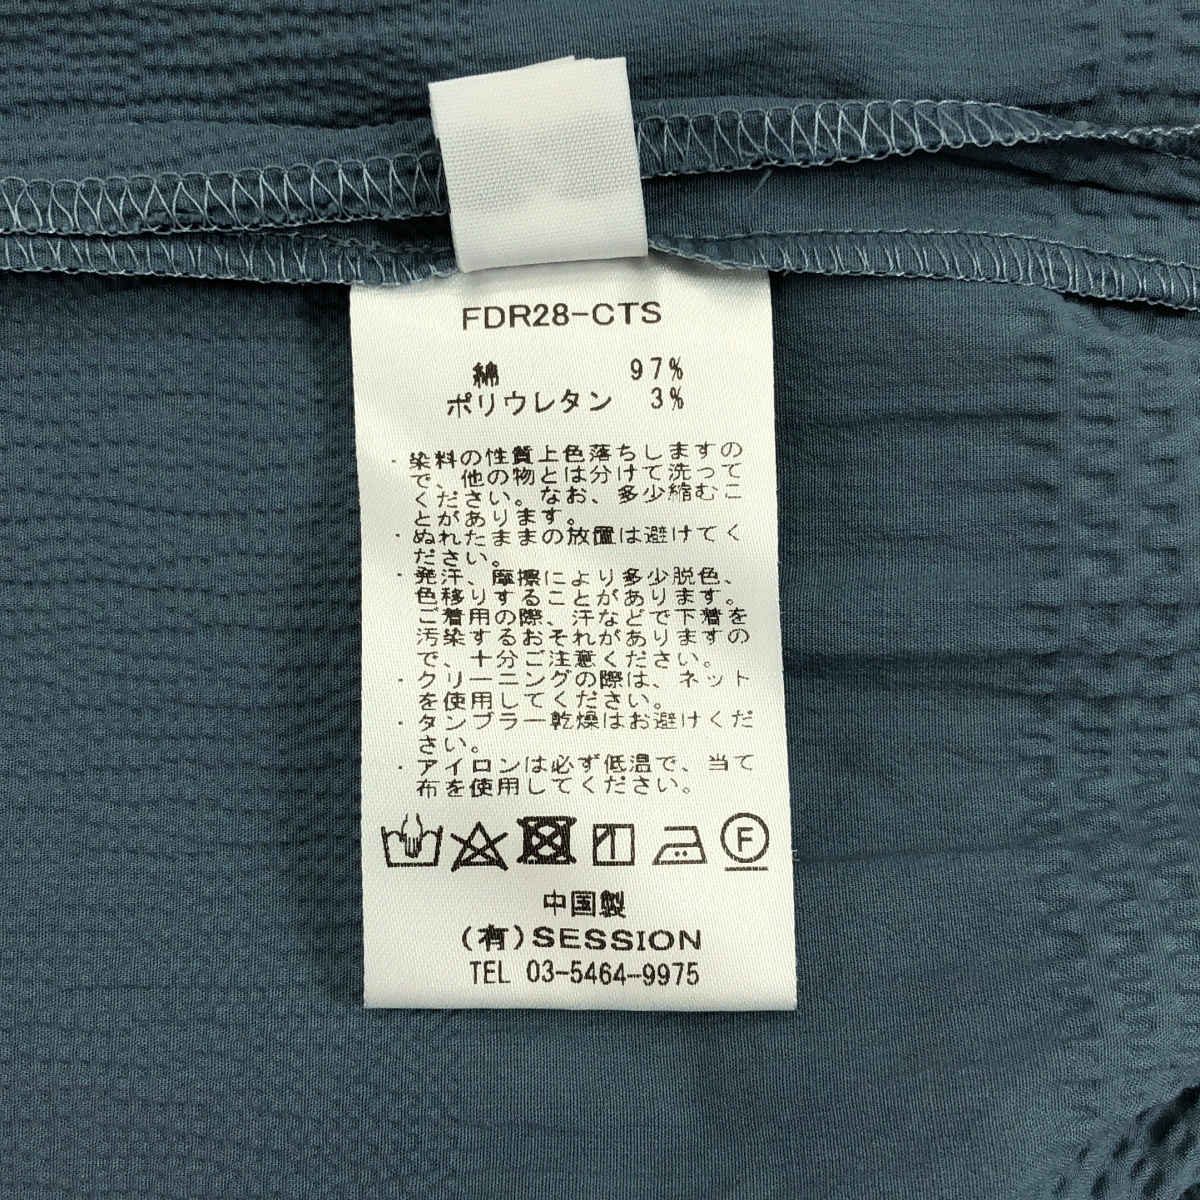 FDR28-CTS
綿 97%
ポリウレタン 3%
・染料の性質上色落ちしますの
で、他の物とは分けて洗って
ください。なお、多少縮むこ
とがあります。
・ぬれたままの放置は避けてく
ださい。
・発汗、摩擦により多少脱色、
色移りすることがあります。
ご着用の際、汗などで下着を
汚染するおそれがありますの
で、十分ご注意ください。
・クリーニングの際は、ネット
を使用してください。
・タンブラー乾燥はお避けくだ
さい。
・アイロンは必ず低温で、当て
布を使用してください。
F
中国製
(有)SESSION
TEL 03-5464-9975